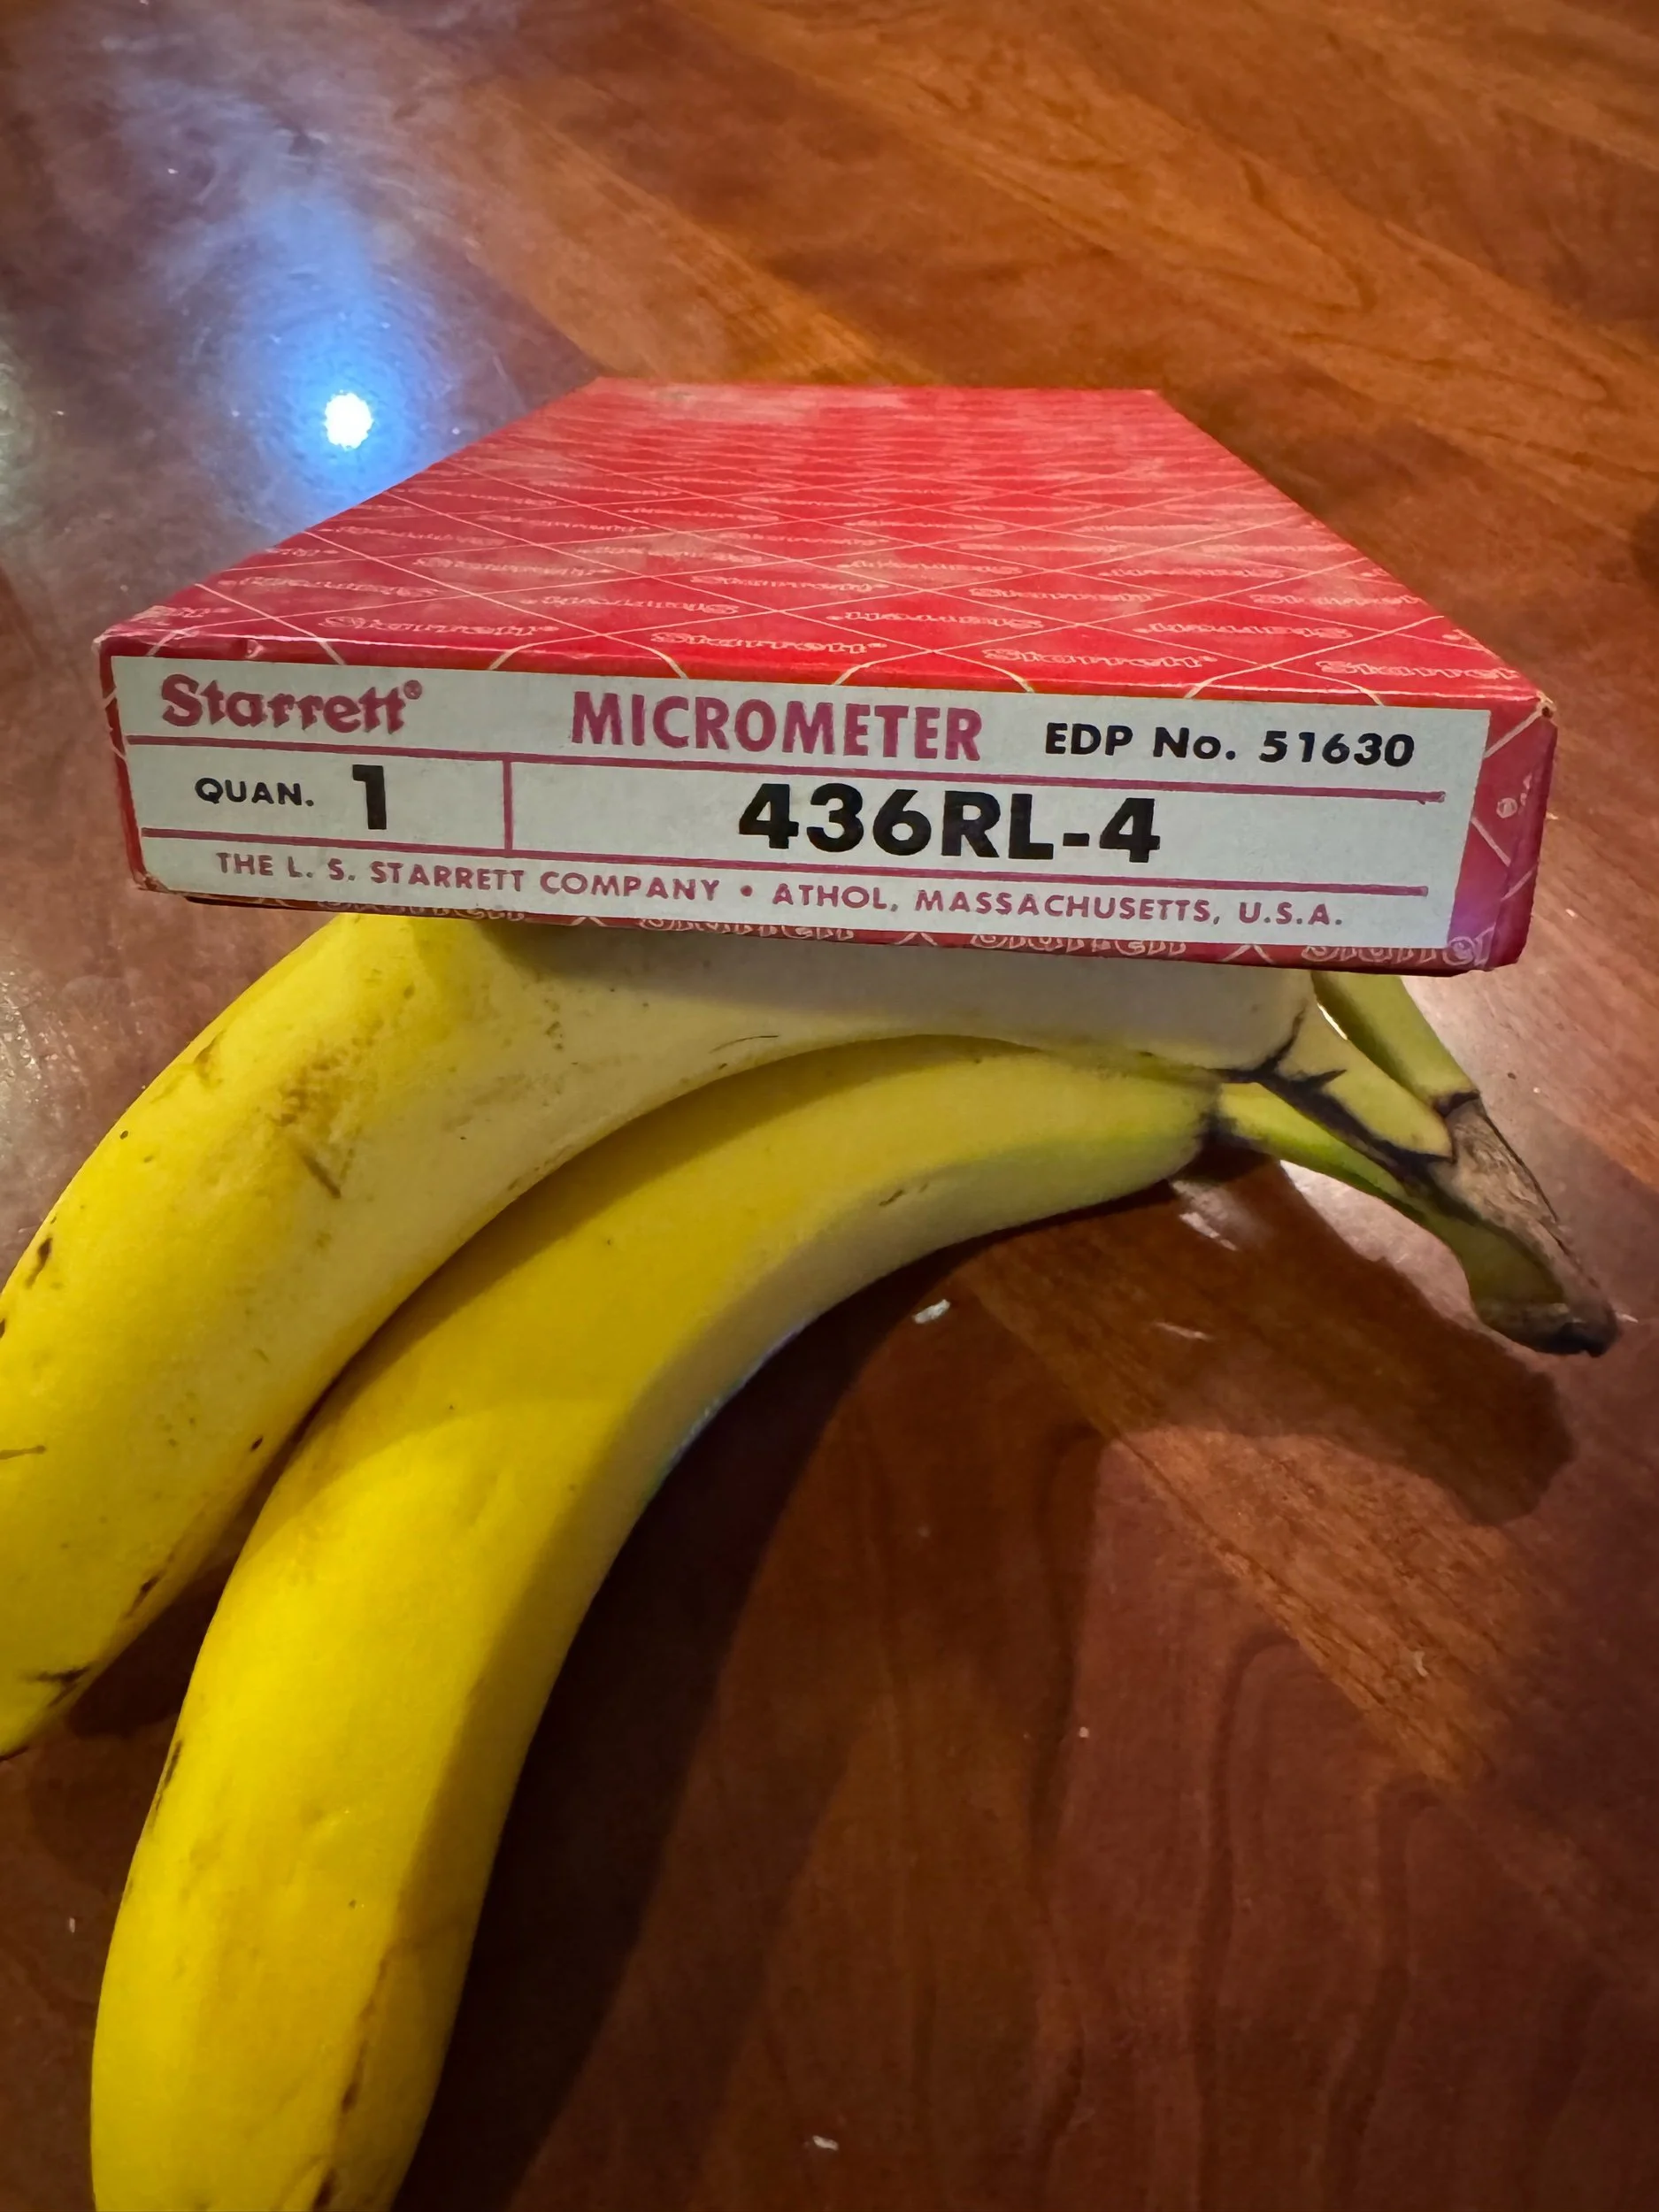 Starrett® MICROMETER EDP No. 51630
QUAN. 1 436RL-4
THE L. S. STARRETT COMPANY • ATHOL, MASSACHUSETTS, U.S.A.